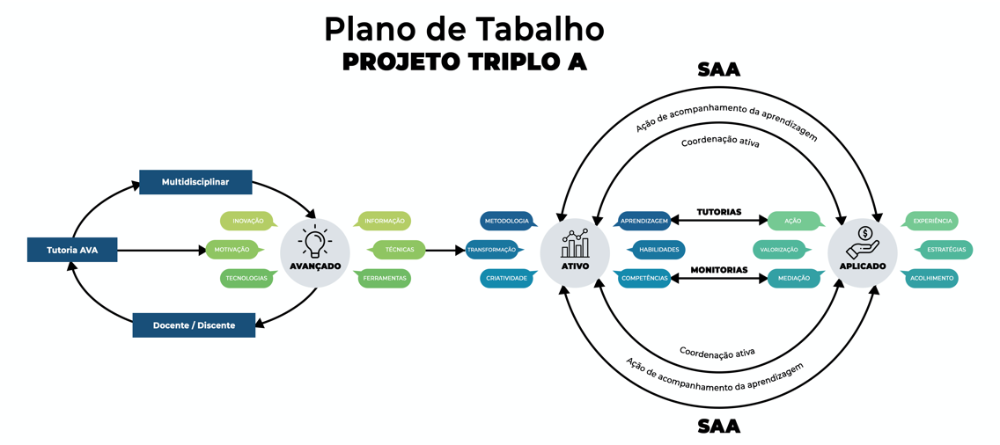 Plano de Tabalho
PROJETO TRIPLO A
SAA
Ação de acompanhamento da aprendizagem
Coordenação ativa
Multidisciplinar
Tutoria AVA
Docente / Discente
INOVAÇÃO
MOTIVAÇÃO
TECNOLOGIAS
AVANÇADO
INFORMAÇÃO
TÉCNICAS
FERRAMENTAS
METODOLOGIA
TRANSFORMAÇÃO
CRIATIVIDADE
ATIVO
APRENDIZAGEM
HABILIDADES
COMPETÊNCIAS
TUTORIAS
MONITORIAS
AÇÃO
VALORIZAÇÃO
MEDIAÇÃO
APLICADO
EXPERIÊNCIA
ESTRATÉGIAS
ACOLHIMENTO
Coordenação ativa
Ação de acompanhamento da aprendizagem
SAA